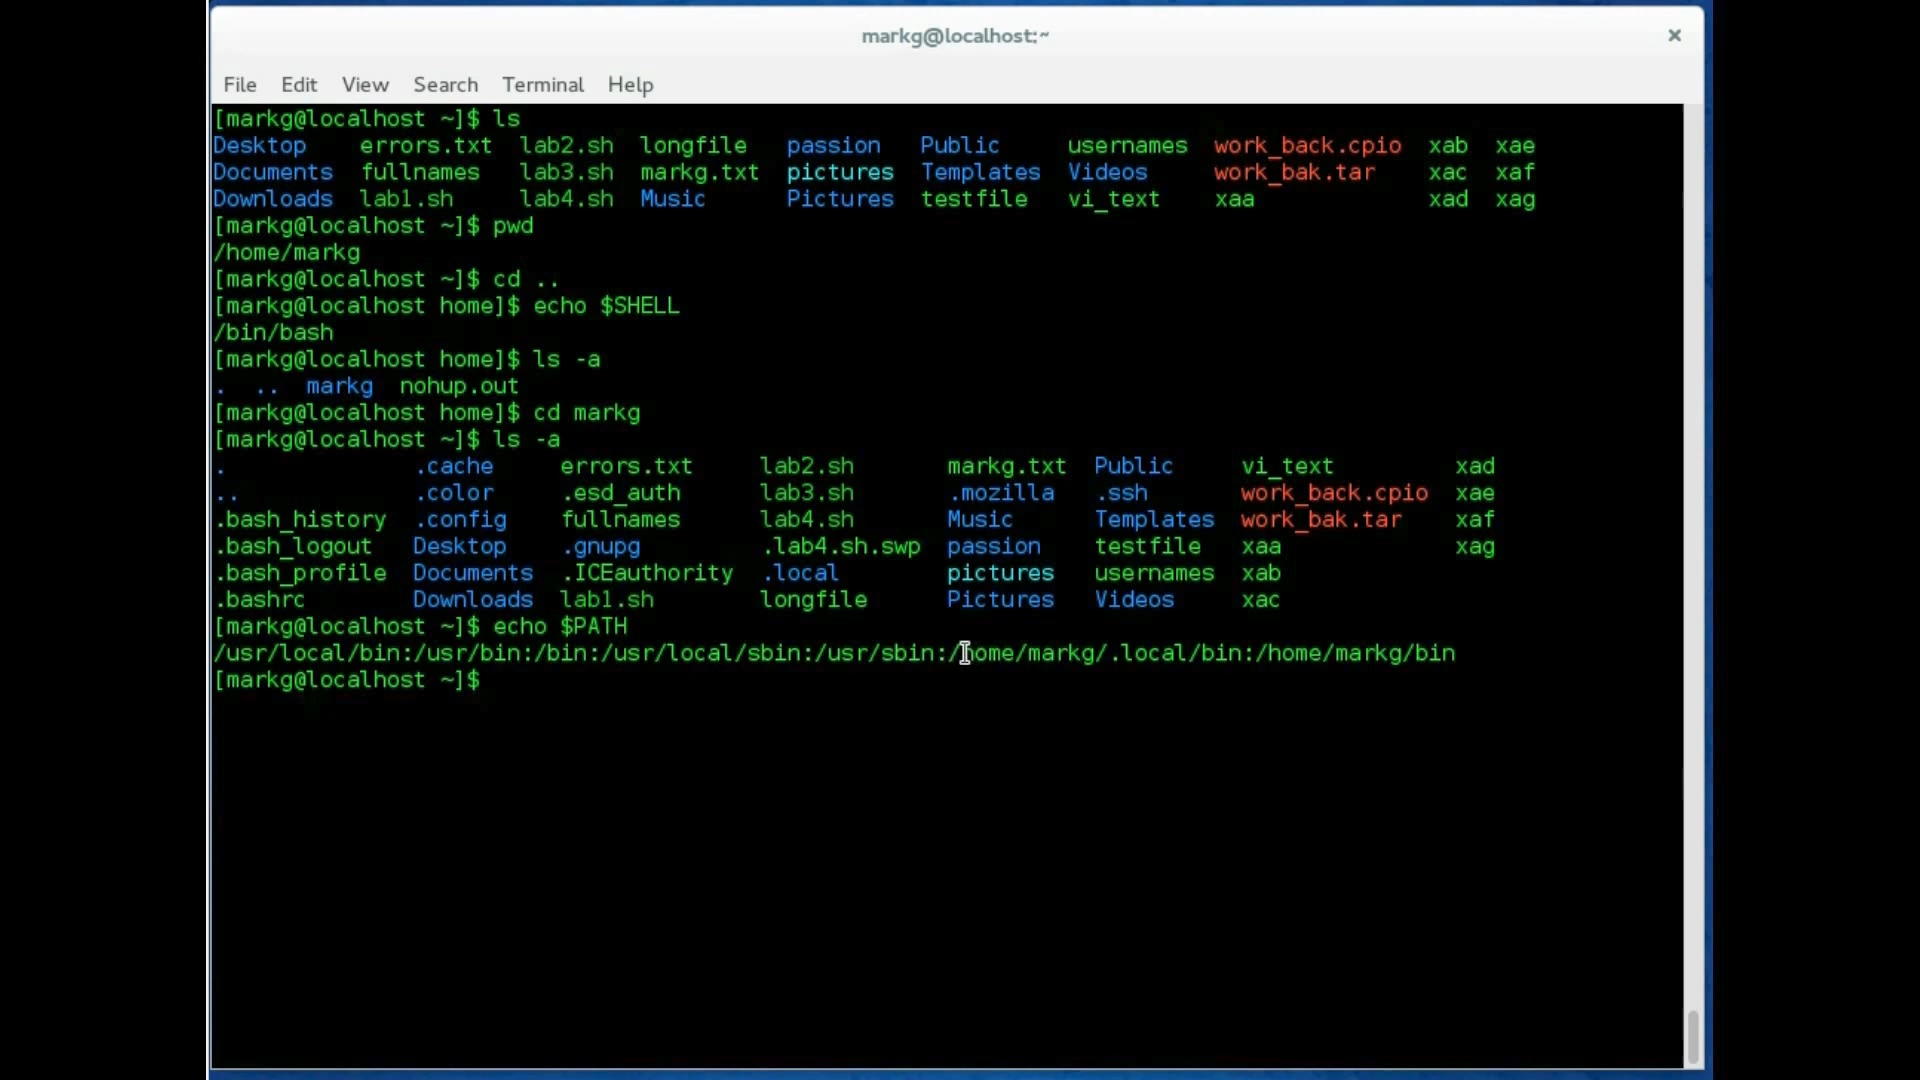 markg@localhost:~
File Edit View Search Terminal Help
[markg@localhost ~]$ ls
Desktop errors.txt lab2.sh longfile passion Public usernames work_back.cpio xab xae
Documents fullnames lab3.sh markg.txt pictures Templates Videos work_bak.tar xac xaf
Downloads lab1.sh lab4.sh Music Pictures testfile vi_text xaa xad xag
[markg@localhost ~]$ pwd
/home/markg
[markg@localhost ~]$ cd ..
[markg@localhost home]$ echo $SHELL
/bin/bash
[markg@localhost home]$ ls -a
. .. markg nohup.out
[markg@localhost home]$ cd markg
[markg@localhost ~]$ ls -a
. .cache errors.txt lab2.sh markg.txt Public vi_text xad
.. .color .esd_auth lab3.sh .mozilla .ssh work_back.cpio xae
.bash_history .config fullnames lab4.sh Music Templates work_bak.tar xaf
.bash_logout Desktop .gnupg .lab4.sh.swp passion testfile xaa xag
.bash_profile Documents .ICEauthority .local pictures usernames xab
.bashrc Downloads lab1.sh longfile Pictures Videos xac
[markg@localhost ~]$ echo $PATH
/usr/local/bin:/usr/bin:/bin:/usr/local/sbin:/usr/sbin:/home/markg/.local/bin:/home/markg/bin
[markg@localhost ~]$